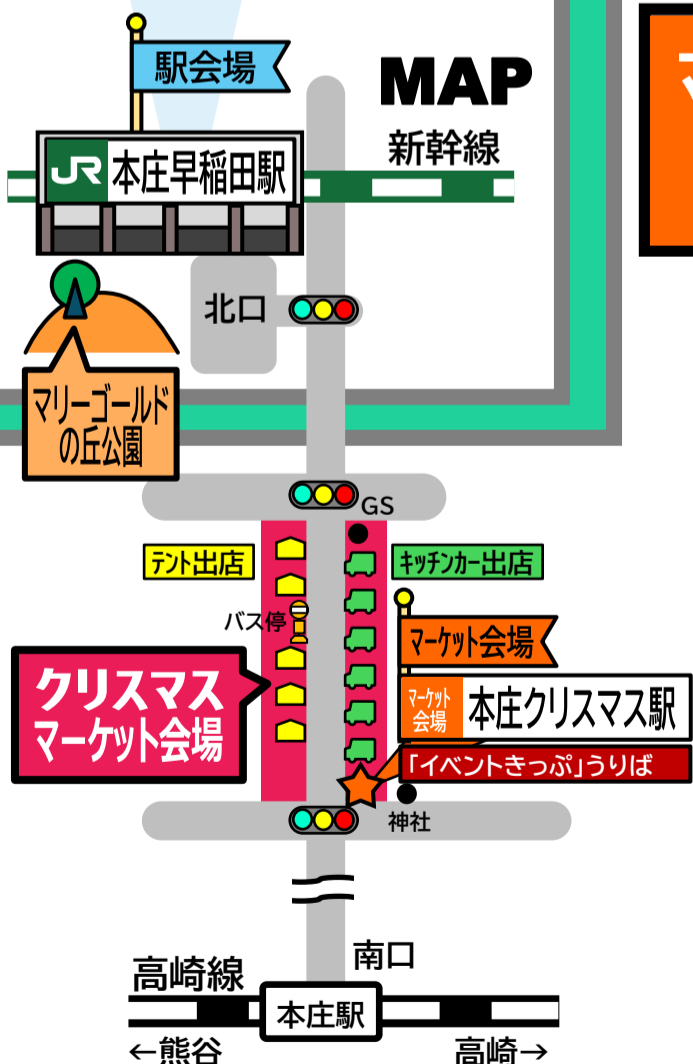 駅会場
MAP
新幹線
JR 本庄早稲田駅
北口
マリーゴールド
の丘公園
GS
テント出店
キッチンカー出店
バス停
マーケット会場
クリスマス
マーケット会場
マーケット
会場
本庄クリスマス駅
「イベントきっぷ」うりば
神社
南口
高崎線
本庄駅
←熊谷
高崎→